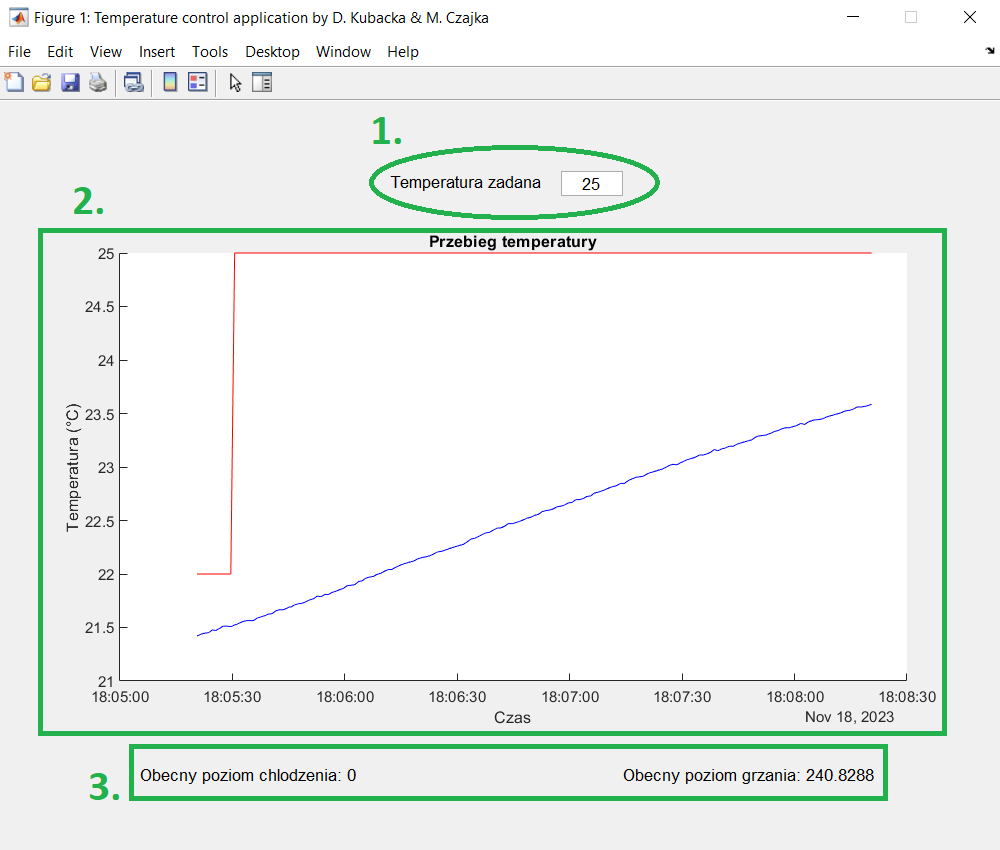 Figure 1: Temperature control application by D. Kubacka & M. Czajka
File Edit View Insert Tools Desktop Window Help
1.
Temperatura zadana 25
2.
Przebieg temperatury
25
24.5
24
23.5
23
22.5
22
21.5
21
Temperatura (°C)
18:05:00 18:05:30 18:06:00 18:06:30 18:07:00 18:07:30 18:08:00 18:08:30
Czas
Nov 18, 2023
3.
Obecny poziom chlodzenia: 0 Obecny poziom grzania: 240.8288